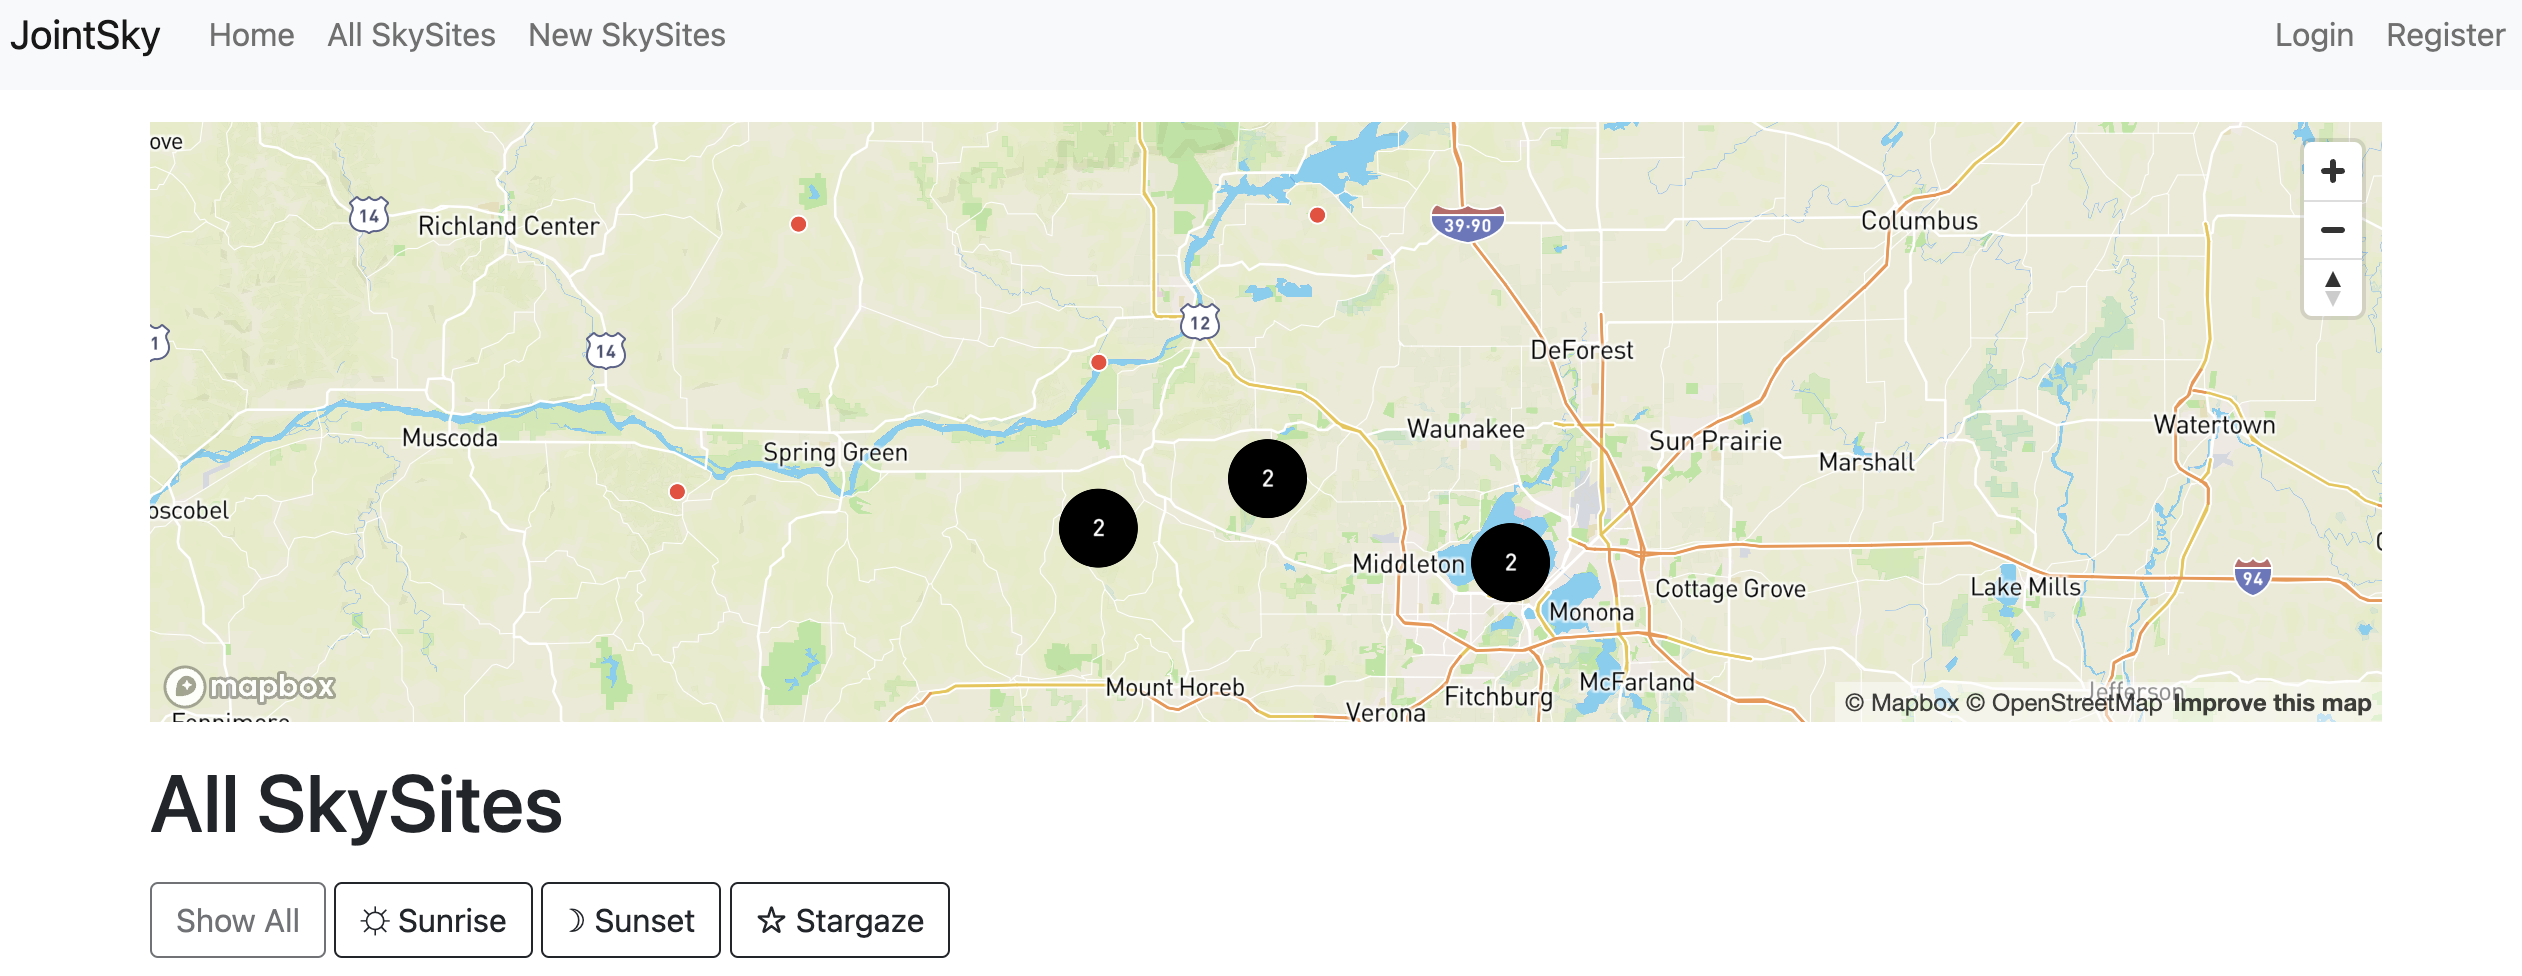 JointSky Home All SkySites New SkySites Login Register
ove
14
Richland Center
39·90
Columbus
12
1
14
DeForest
Muscoda
Spring Green
Waunakee
Sun Prairie
Marshall
Watertown
oscobel
2
2
2
Middleton
Cottage Grove
Lake Mills
94
Monona
Mount Horeb
Fitchburg
McFarland
Verona
Jefferson
mapbox
Fennimore
© Mapbox © OpenStreetMap Improve this map
All SkySites
Show All Sunrise Sunset Stargaze